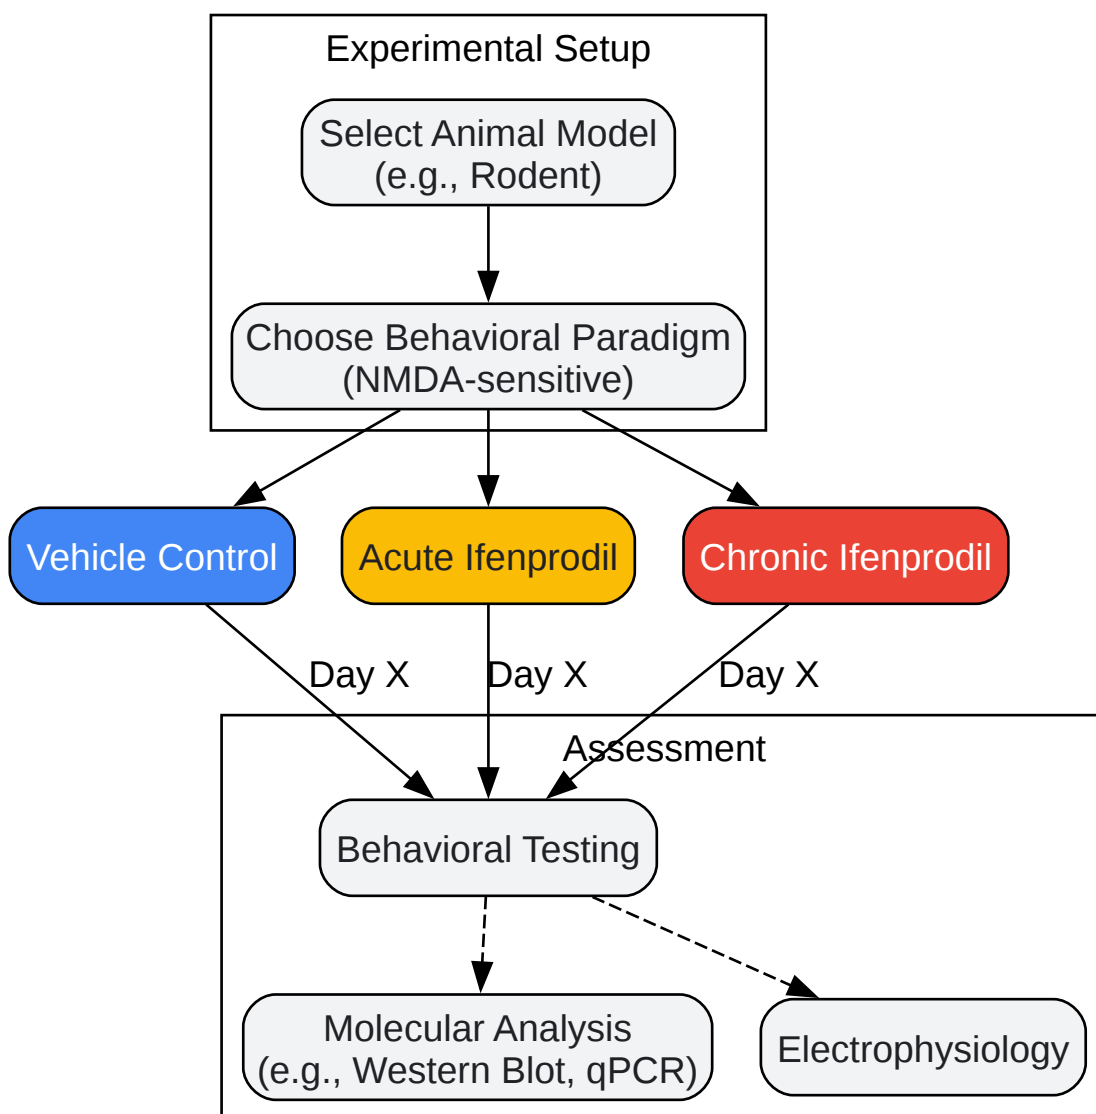 Experimental Setup
Select Animal Model
(e.g., Rodent)
Choose Behavioral Paradigm
(NMDA-sensitive)
Vehicle Control
Acute Ifenprodil
Chronic Ifenprodil
Day X
Day X
Day X
Assessment
Behavioral Testing
Molecular Analysis
(e.g., Western Blot, qPCR)
Electrophysiology